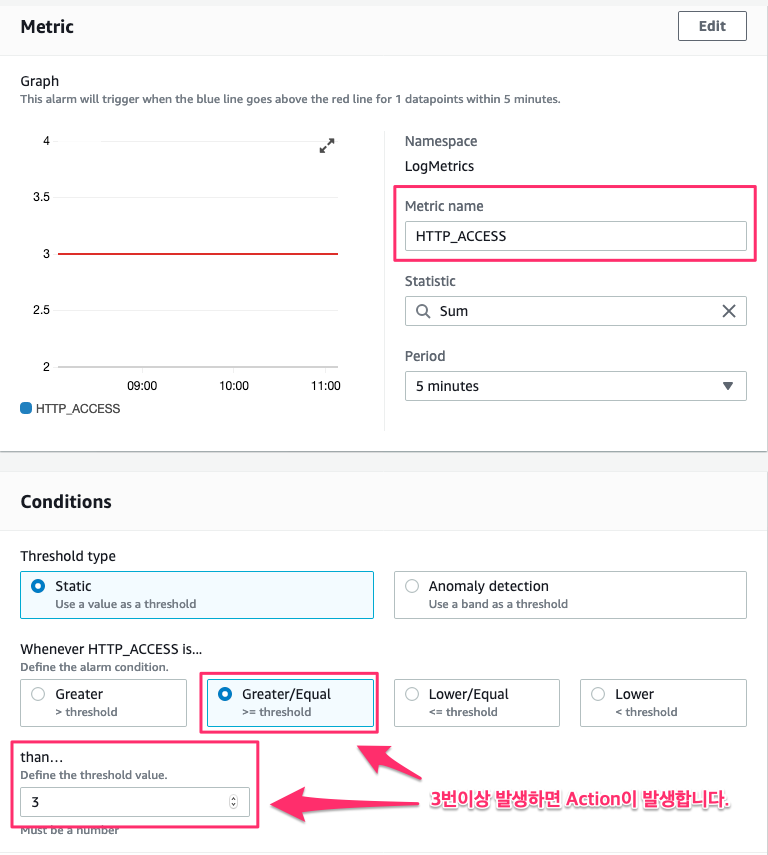 Metric
Edit
Graph
This alarm will trigger when the blue line goes above the red line for 1 datapoints within 5 minutes.
4
3.5
3
2.5
2
09:00
10:00
11:00
HTTP_ACCESS
Namespace
LogMetrics
Metric name
HTTP_ACCESS
Statistic
Sum
Period
5 minutes
Conditions
Threshold type
Static
Use a value as a threshold
Anomaly detection
Use a band as a threshold
Whenever HTTP_ACCESS is...
Define the alarm condition.
Greater
> threshold
Greater/Equal
>= threshold
Lower/Equal
<= threshold
Lower
< threshold
than...
Define the threshold value.
3
Must be a number
3번이상 발생하면 Action이 발생합니다.